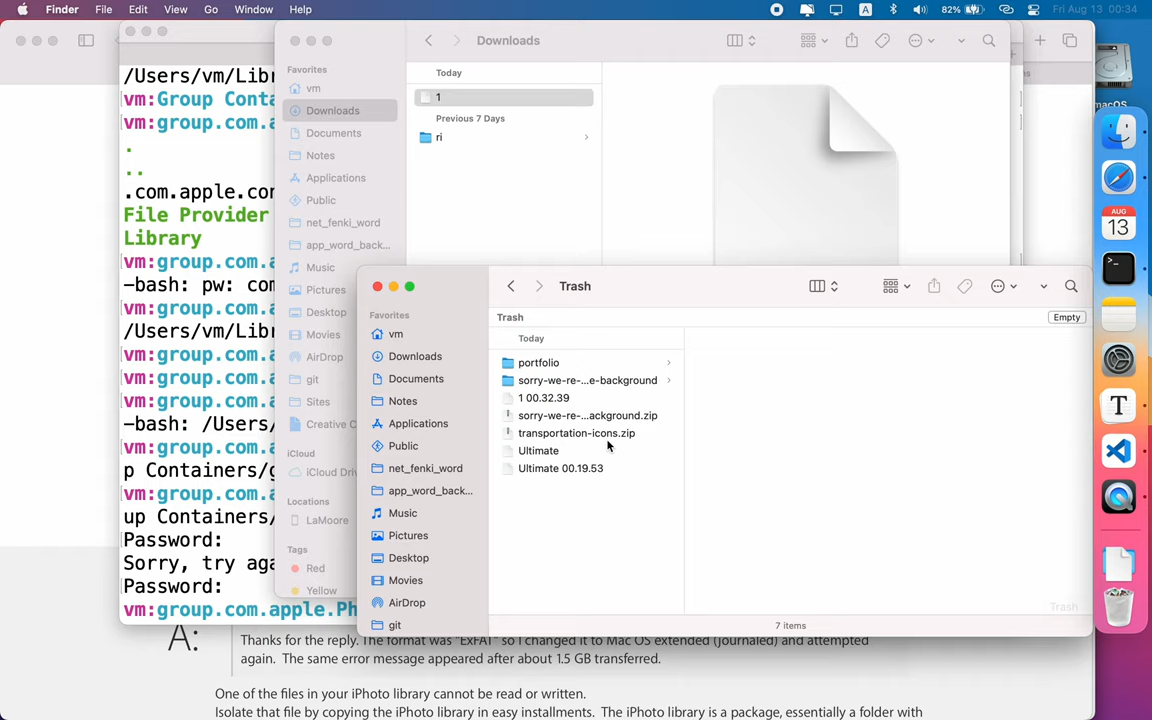 Finder File Edit View Go Window Help
82% Fri Aug 13 00:34
Downloads
macOS
/Users/vm/Libr
vm:Group Conta
vm:group.com.a
.
..
.com.apple.con
File Provider
Library
vm:group.com.a
-bash: pw: com
vm:group.com.a
/Users/vm/Libr
vm:group.com.a
vm:group.com.a
vm:group.com.a
-bash: /Users/
vm:group.com.a
p Containers/g
vm:group.com.a
up Containers/
Password:
Sorry, try aga
Password:
vm:group.com.apple.Ph
Favorites
vm
Downloads
Documents
Notes
Applications
Public
net_fenki_word
app_word_back...
Music
Pictures
Desktop
Movies
AirDrop
git
Sites
Creative C
iCloud
iCloud Driv
Locations
LaMoore
Tags
Red
Yellow
Today
1
Previous 7 Days
ri
Trash
Trash
Empty
Favorites
vm
Downloads
Documents
Notes
Applications
Public
net_fenki_word
app_word_back...
Music
Pictures
Desktop
Movies
AirDrop
git
Today
portfolio
sorry-we-re-...e-background
1 00.32.39
sorry-we-re-...ackground.zip
transportation-icons.zip
Ultimate
Ultimate 00.19.53
Trash
7 items
AUG
13
T
A:
Thanks for the reply. The format was "ExFAT" so I changed it to Mac OS extended (journaled) and attempted
again. The same error message appeared after about 1.5 GB transferred.
One of the files in your iPhoto library cannot be read or written.
Isolate that file by copying the iPhoto library in easy installments. The iPhoto library is a package, essentially a folder with